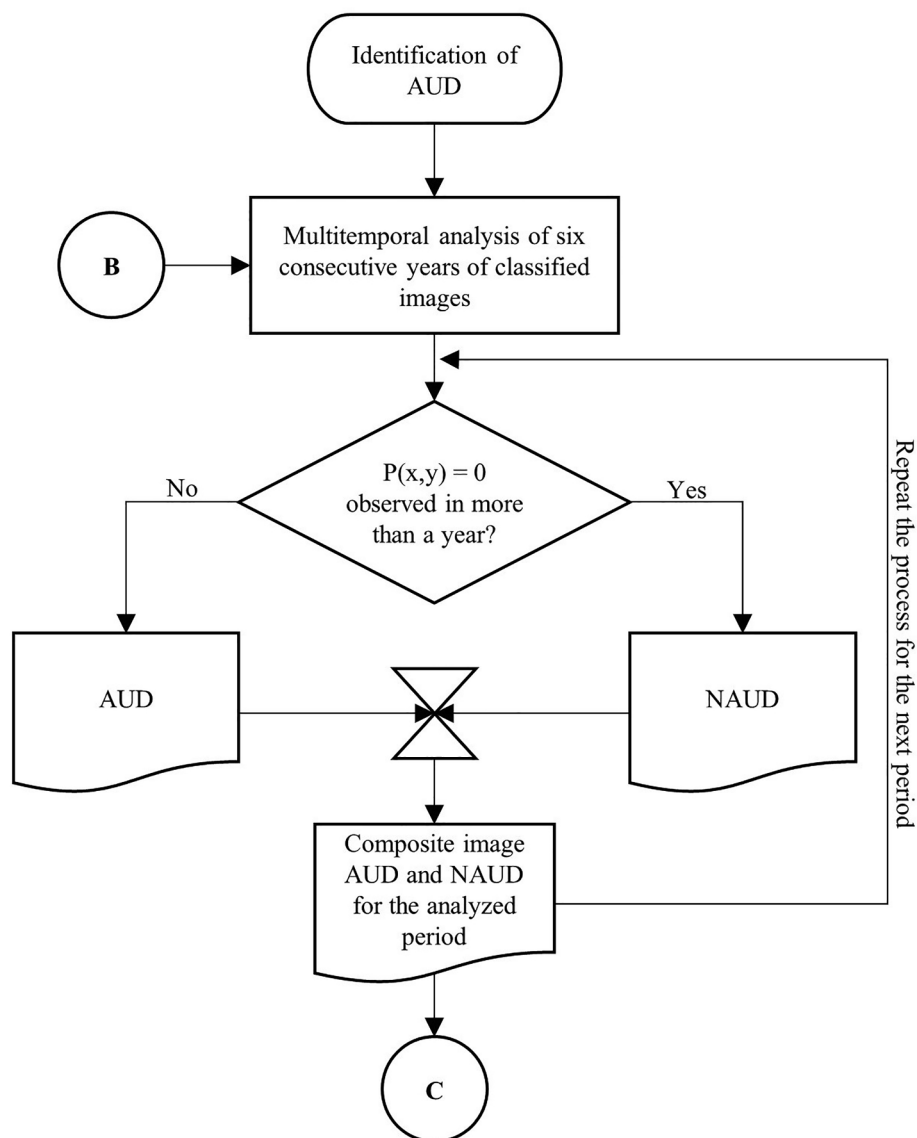 Identification of
AUD
B
Multitemporal analysis of six
consecutive years of classified
images
P(x,y) = 0
observed in more
than a year?
No
Yes
AUD
NAUD
Repeat the process for the next period
Composite image
AUD and NAUD
for the analyzed
period
C